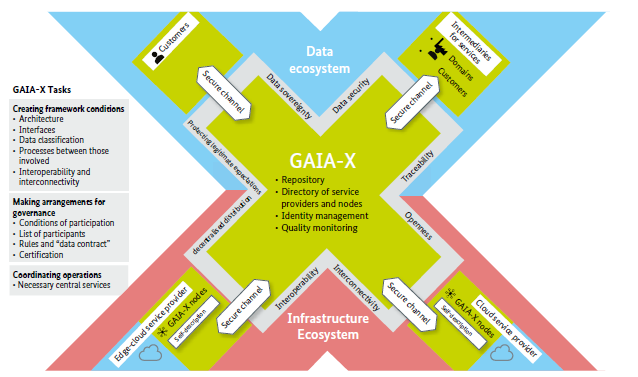 GAIA-X Tasks
Creating framework conditions
• Architecture
• Interfaces
• Data classification
• Processes between those
involved
• Interoperability and
interconnectivity
Making arrangements for
governance
• Conditions of participation
• List of participants
• Rules and “data contract”
• Certification
Coordinating operations
• Necessary central services
Customers
Data
ecosystem
Intermediaries
for services
Domains
Customers
Secure channel
Data sovereignty
Data security
Secure channel
Protecting legitimate expectations
Traceability
GAIA-X
• Repository
• Directory of service
providers and nodes
• Identity management
• Quality monitoring
decentralised distribution
Openness
Interoperability
Interconnectivity
Secure channel
Secure channel
Infrastructure
Ecosystem
Edge-cloud service provider
GAIA-X nodes
Self-description
GAIA-X nodes
Self-description
Cloud service provider